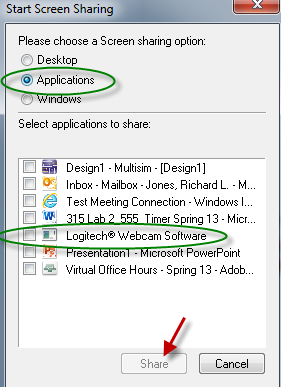 Start Screen Sharing
Please choose a Screen sharing option:
Desktop
Applications
Windows
Select applications to share:
Design1 - Multisim - [Design1]
Inbox - Mailbox - Jones, Richard L. - M...
Test Meeting Connection - Windows I...
315 Lab 2_555_Timer Spring 13 - Micr...
Logitech® Webcam Software
Presentation1 - Microsoft PowerPoint
Virtual Office Hours - Spring 13 - Adob...
Share Cancel